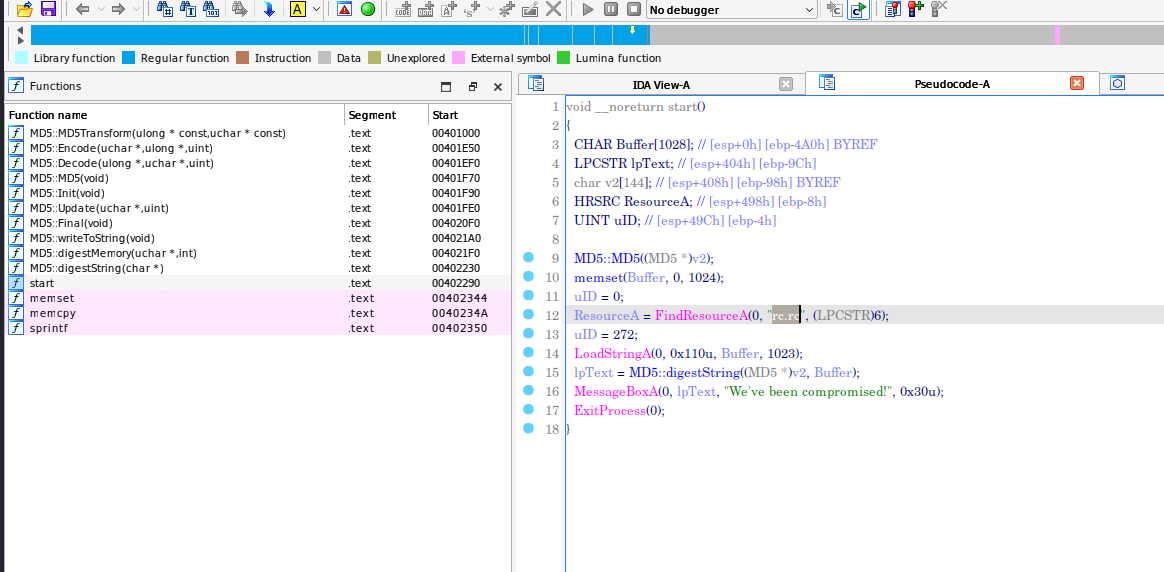 No debugger
Library function Regular function Instruction Data Unexplored External symbol Lumina function
Functions
IDA View-A
Pseudocode-A
Function name Segment Start
MD5::MD5Transform(ulong * const,uchar * const) .text 00401000
MD5::Encode(uchar *,ulong *,uint) .text 00401E50
MD5::Decode(ulong *,uchar *,uint) .text 00401EF0
MD5::MD5(void) .text 00401F70
MD5::Init(void) .text 00401F90
MD5::Update(uchar *,uint) .text 00401FE0
MD5::Final(void) .text 004020F0
MD5::writeToString(void) .text 004021A0
MD5::digestMemory(uchar *,int) .text 004021F0
MD5::digestString(char *) .text 00402230
start .text 00402290
memset .text 00402344
memcpy .text 0040234A
sprintf .text 00402350
1 void __noreturn start()
2 {
3 CHAR Buffer[1028]; // [esp+0h] [ebp-4A0h] BYREF
4 LPCSTR lpText; // [esp+404h] [ebp-9Ch]
5 char v2[144]; // [esp+408h] [ebp-98h] BYREF
6 HRSRC ResourceA; // [esp+498h] [ebp-8h]
7 UINT uID; // [esp+49Ch] [ebp-4h]
8
9 MD5::MD5((MD5 *)v2);
10 memset(Buffer, 0, 1024);
11 uID = 0;
12 ResourceA = FindResourceA(0, "rc.rc", (LPCSTR)6);
13 uID = 272;
14 LoadStringA(0, 0x110u, Buffer, 1023);
15 lpText = MD5::digestString((MD5 *)v2, Buffer);
16 MessageBoxA(0, lpText, "We've been compromised!", 0x30u);
17 ExitProcess(0);
18 }